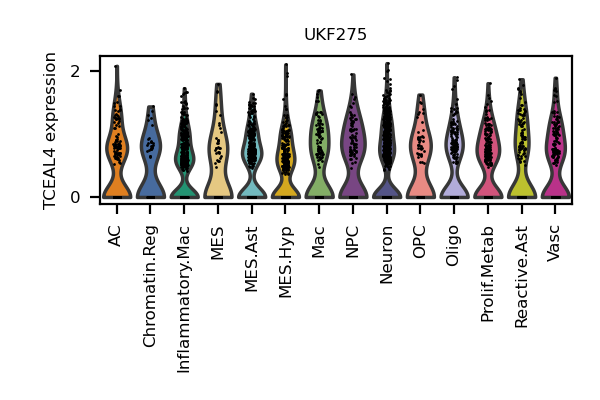 UKF275
TCEAL4 expression
2
0
AC
Chromatin.Reg
Inflammatory.Mac
MES
MES.Ast
MES.Hyp
Mac
NPC
Neuron
OPC
Oligo
Prolif.Metab
Reactive.Ast
Vasc